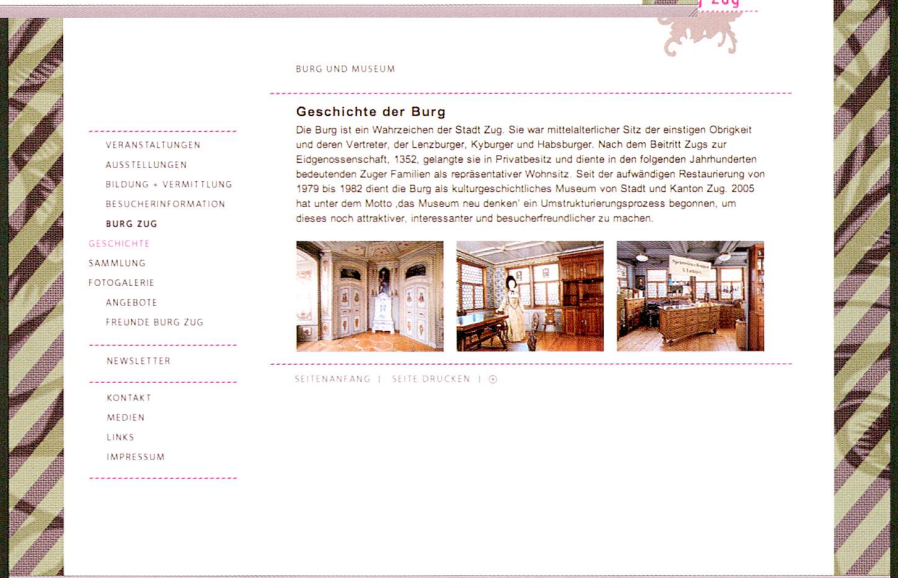 Zug
BURG UND MUSEUM
Geschichte der Burg
Die Burg ist ein Wahrzeichen der Stadt Zug. Sie war mittelalterlicher Sitz der einstigen Obrigkeit
und deren Vertreter, der Lenzburger, Kyburger und Habsburger. Nach dem Beitritt Zugs zur
Eidgenossenschaft, 1352, gelangte sie in Privatbesitz und diente in den folgenden Jahrhunderten
bedeutenden Zuger Familien als repräsentativer Wohnsitz. Seit der aufwändigen Restaurierung von
1979 bis 1982 dient die Burg als kulturgeschichtliches Museum von Stadt und Kanton Zug. 2005
hat unter dem Motto ‚das Museum neu denken' ein Umstrukturierungsprozess begonnen, um
dieses noch attraktiver, interessanter und besucherfreundlicher zu machen.
SEITENANFANG | SEITE DRUCKEN |
VERANSTALTUNGEN
AUSSTELLUNGEN
BILDUNG + VERMITTLUNG
BESUCHERINFORMATION
BURG ZUG
GESCHICHTE
SAMMLUNG
FOTOGALERIE
ANGEBOTE
FREUNDE BURG ZUG
NEWSLETTER
KONTAKT
MEDIEN
LINKS
IMPRESSUM